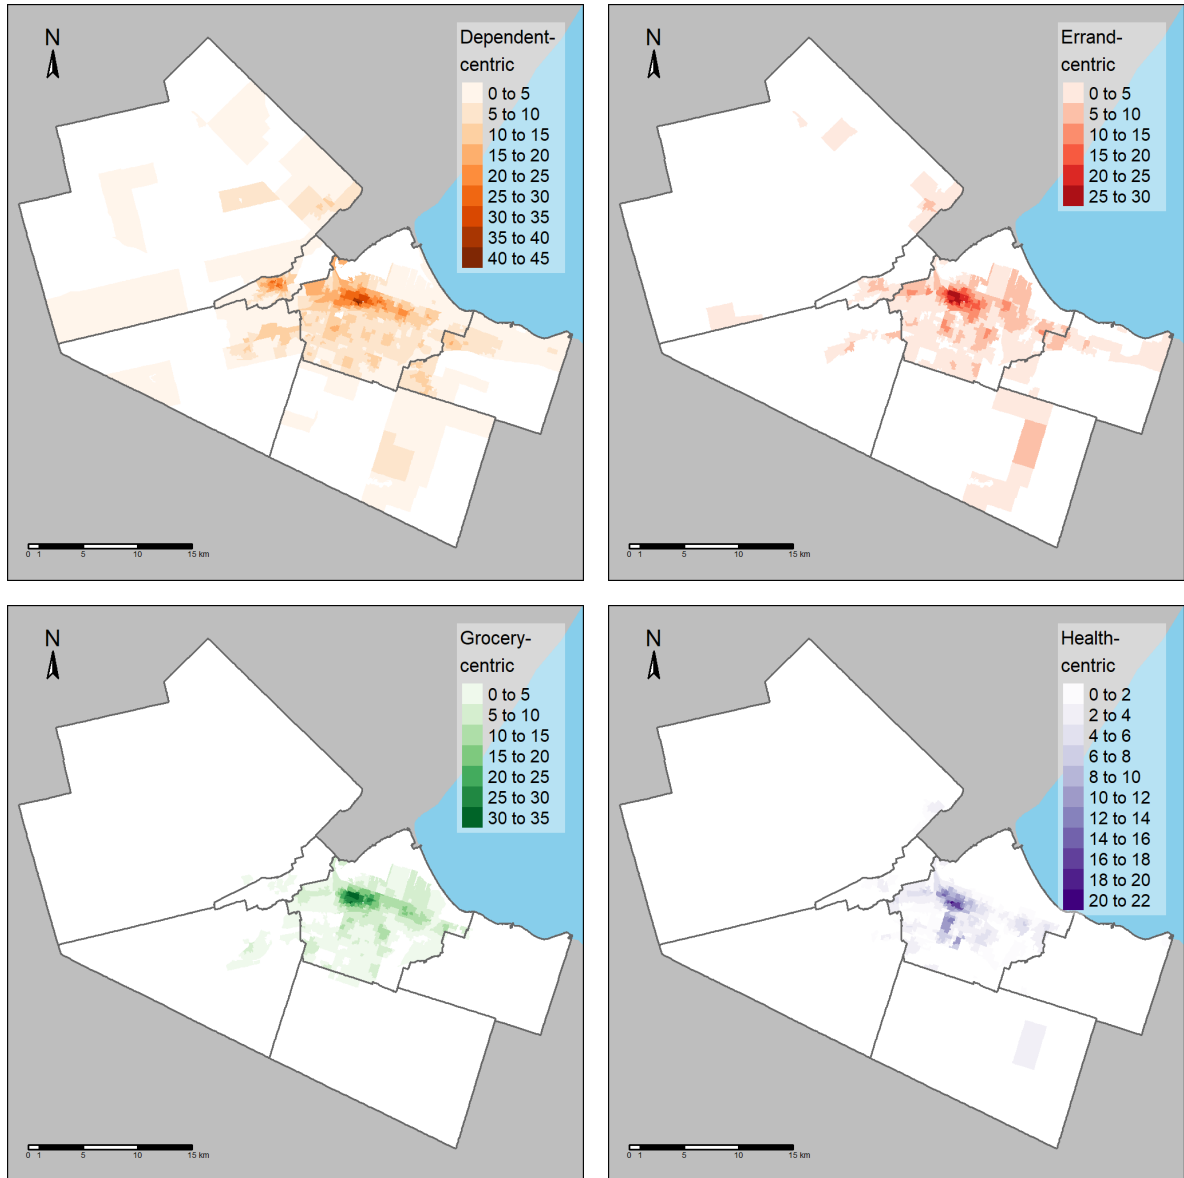 N
Dependent-
centric
0 to 5
5 to 10
10 to 15
15 to 20
20 to 25
25 to 30
30 to 35
35 to 40
40 to 45
0 1 5 10 15 km
N
Errand-
centric
0 to 5
5 to 10
10 to 15
15 to 20
20 to 25
25 to 30
0 1 5 10 15 km
N
Grocery-
centric
0 to 5
5 to 10
10 to 15
15 to 20
20 to 25
25 to 30
30 to 35
0 1 5 10 15 km
N
Health-
centric
0 to 2
2 to 4
4 to 6
6 to 8
8 to 10
10 to 12
12 to 14
14 to 16
16 to 18
18 to 20
20 to 22
0 1 5 10 15 km